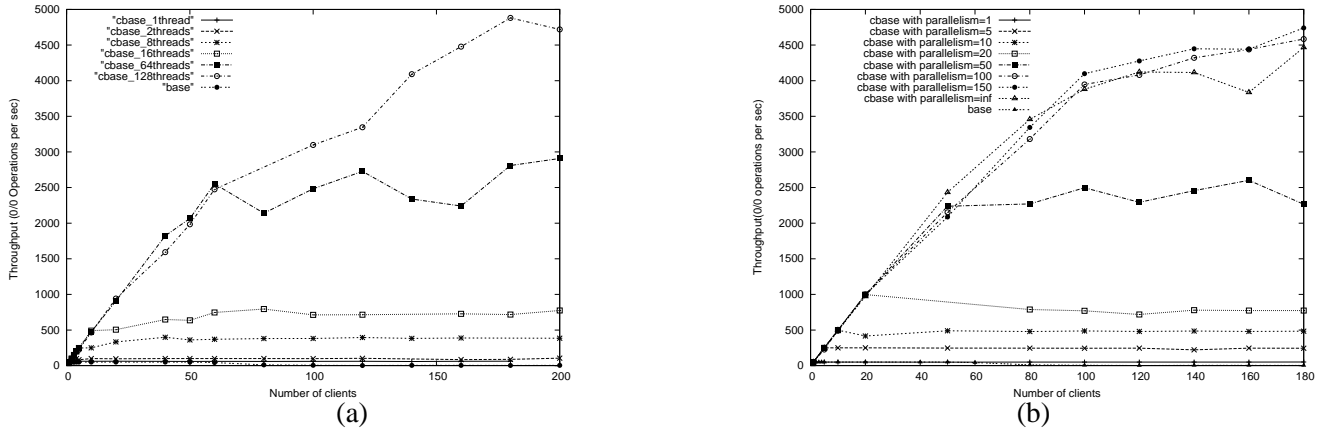 5000
4500
4000
3500
3000
2500
2000
1500
1000
500
0
Throughput (0/0 Operations per sec)
"cbase_1thread"
"cbase_2threads"
"cbase_8threads"
"cbase_16threads"
"cbase_64threads"
"cbase_128threads"
"base"
0 50 100 150 200
Number of clients
(a)
5000
4500
4000
3500
3000
2500
2000
1500
1000
500
0
Throughput(0/0 operations per sec)
cbase with parallelism=1
cbase with parallelism=5
cbase with parallelism=10
cbase with parallelism=20
cbase with parallelism=50
cbase with parallelism=100
cbase with parallelism=150
cbase with parallelism=inf
base
0 20 40 60 80 100 120 140 160 180
Number of clients
(b)